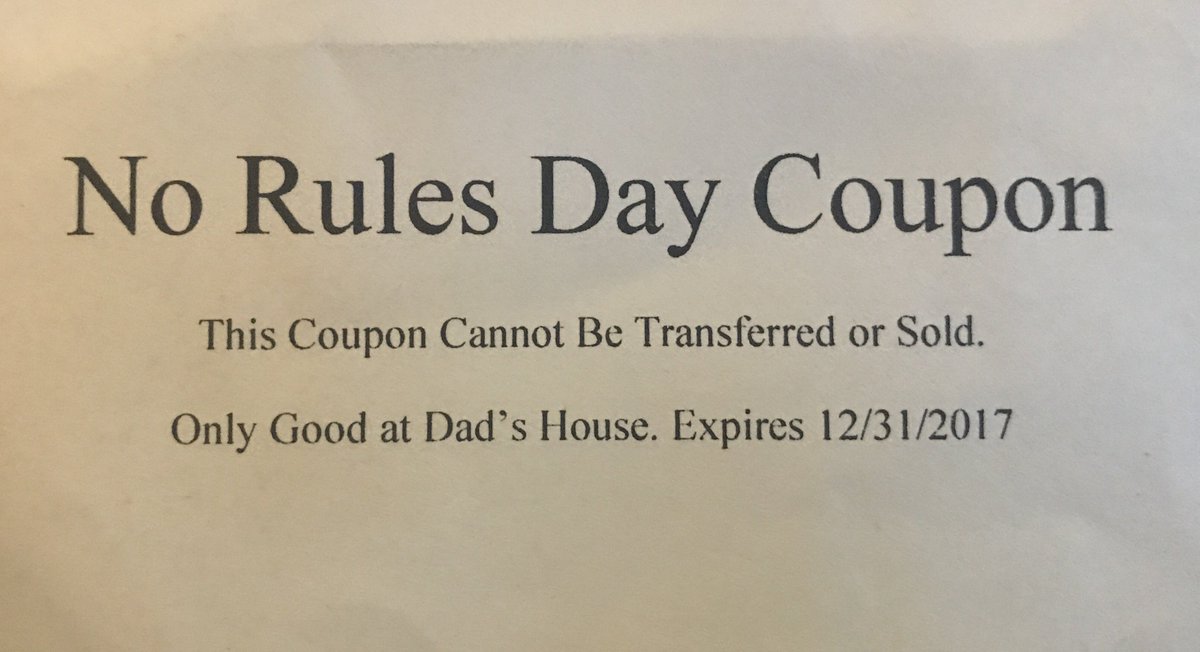 No Rules Day Coupon
This Coupon Cannot Be Transferred or Sold.
Only Good at Dad’s House. Expires 12/31/2017